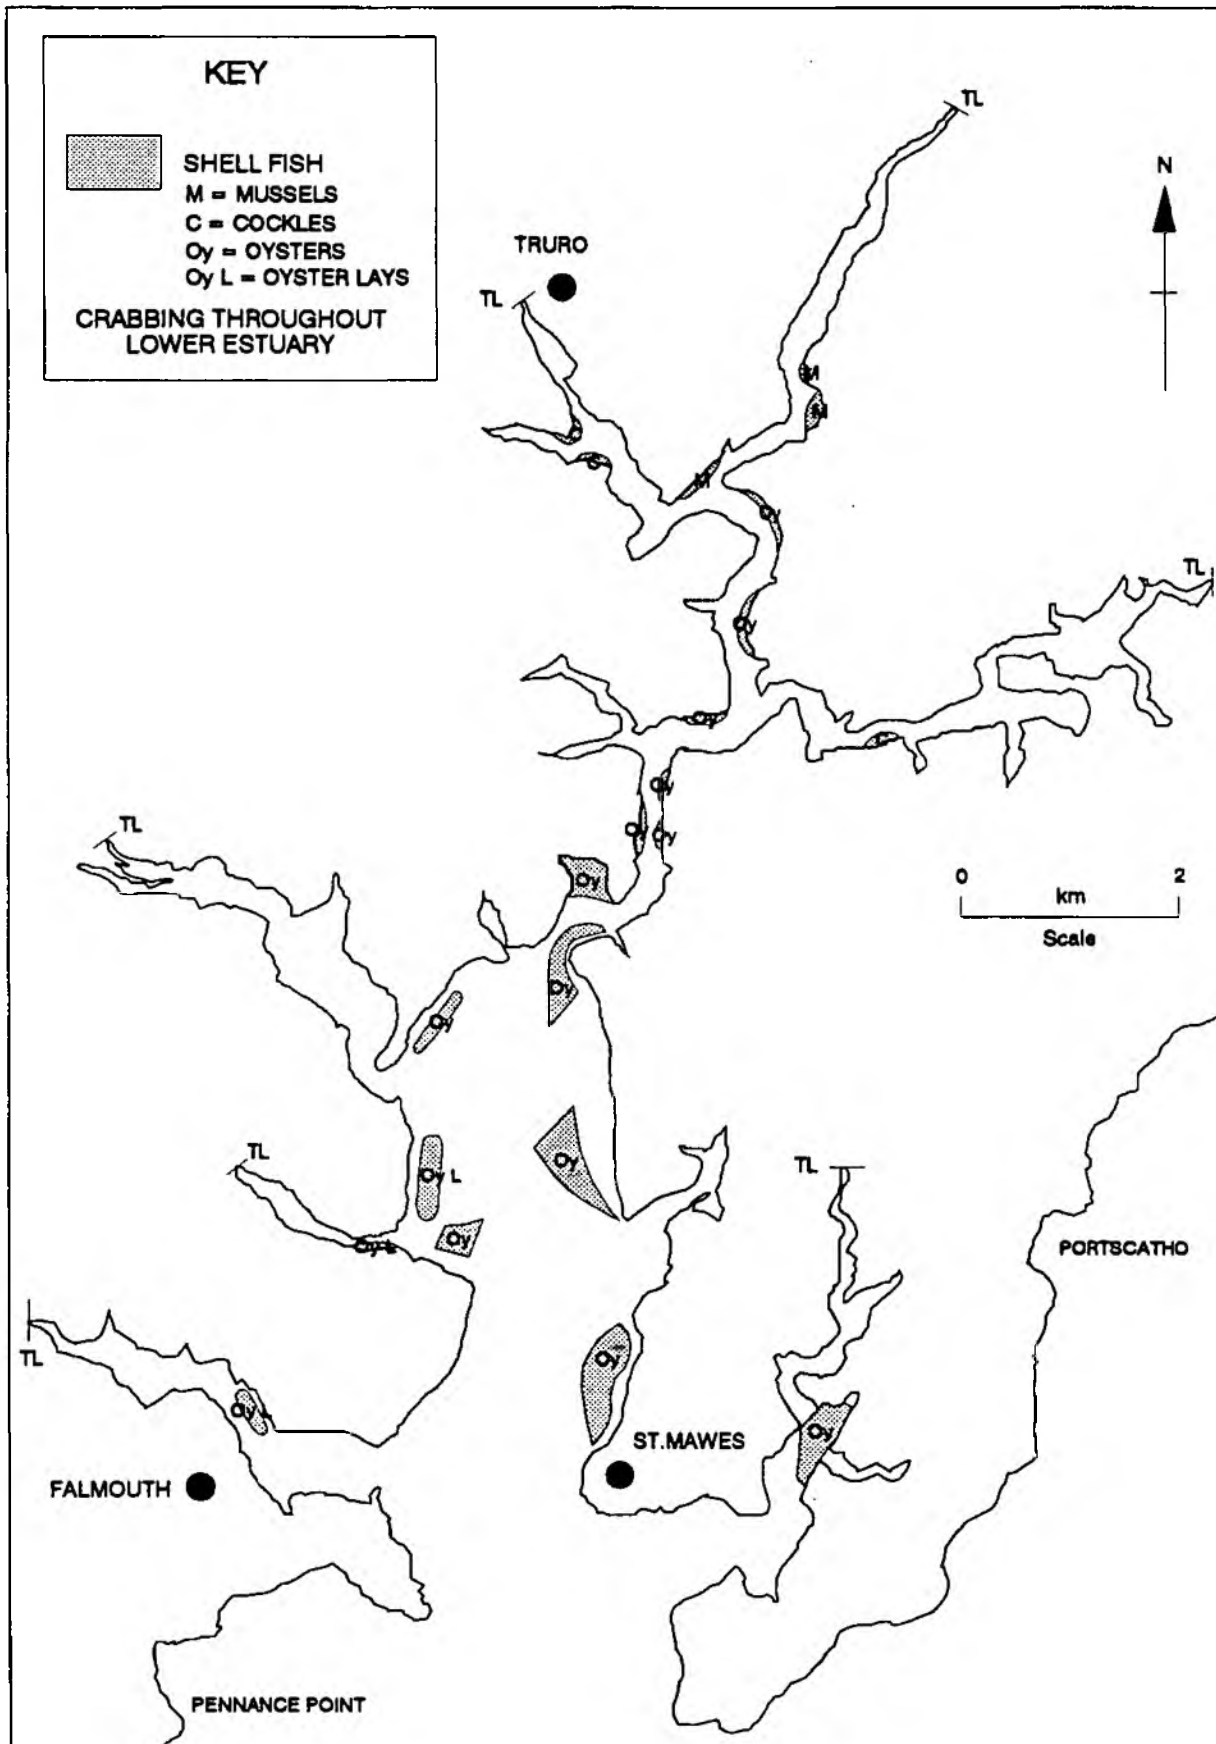 KEY
SHELL FISH
M = MUSSELS
C = COCKLES
Oy = OYSTERS
Oy L = OYSTER LAYS
CRABBING THROUGHOUT
LOWER ESTUARY
TL
N
TRURO
TL
M
M
C
C
M
Oy
TL
Oy
Oy
C
Oy
Oy
Oy
TL
Oy
0 2
km
Scale
Oy
Oy
Oy
TL
Oy L
TL
Oy
Oy L
PORTSCATHO
TL
Oy
Oy L
Oy
ST.MAWES
FALMOUTH
PENNANCE POINT